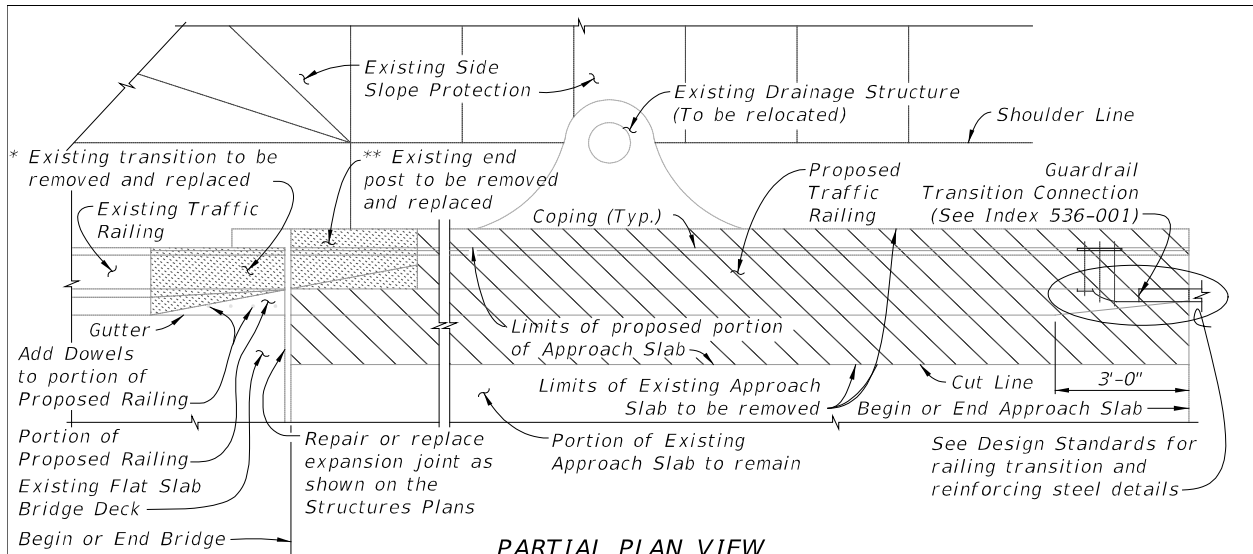 Existing Side
Slope Protection
Existing Drainage Structure
(To be relocated)
Shoulder Line
* Existing transition to be
removed and replaced
** Existing end
post to be removed
and replaced
Proposed
Traffic
Railing
Guardrail
Transition Connection
(See Index 536-001)
Existing Traffic
Railing
Coping (Typ.)
Gutter
Limits of proposed portion
of Approach Slab
Add Dowels
to portion of
Proposed Railing
Limits of Existing Approach
Slab to be removed
Cut Line
3'-0"
Begin or End Approach Slab
Portion of
Proposed Railing
Repair or replace
expansion joint as
shown on the
Structures Plans
Portion of Existing
Approach Slab to remain
See Design Standards for
railing transition and
reinforcing steel details
Existing Flat Slab
Bridge Deck
Begin or End Bridge
PARTIAL PLAN VIEW